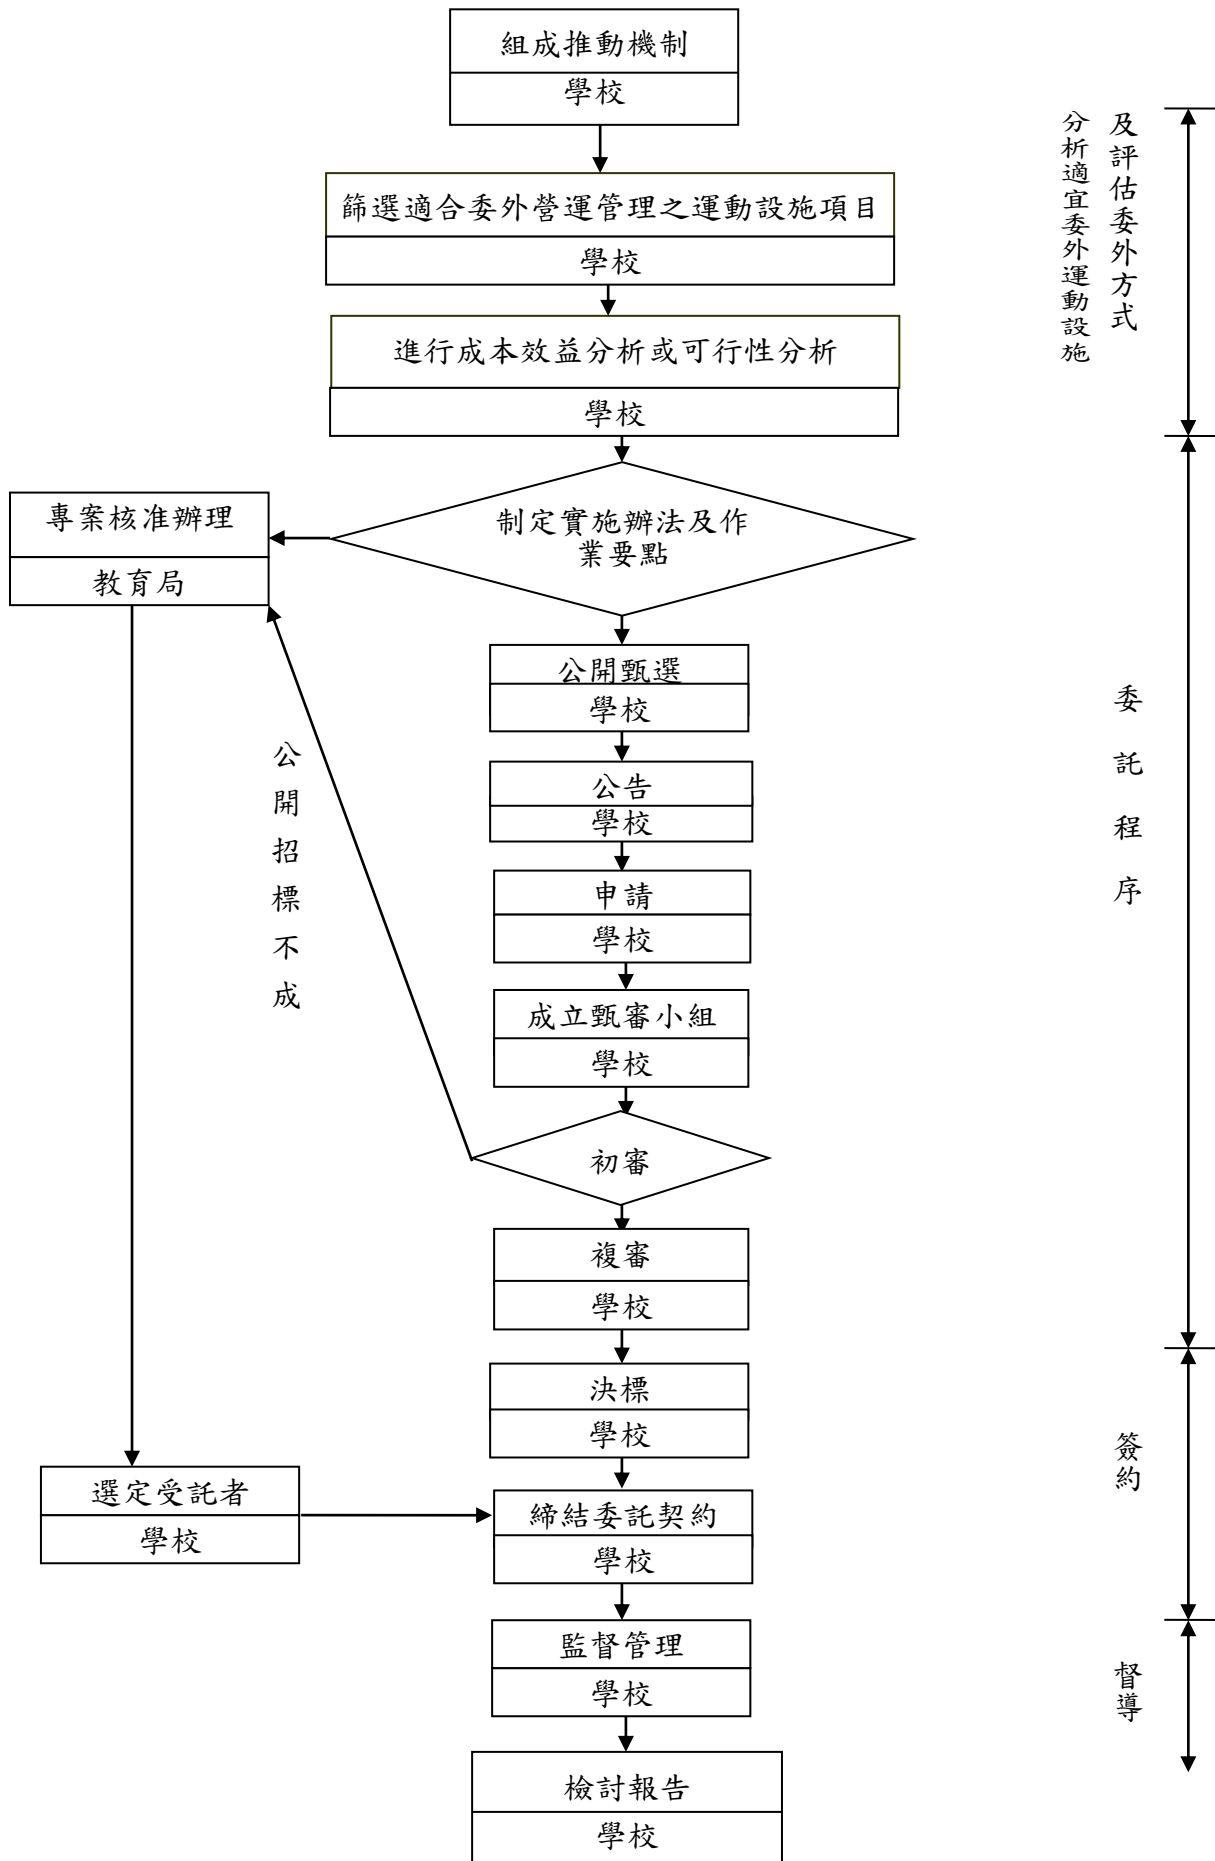 組成推動機制
學校
篩選適合委外營運管理之運動設施項目
學校
進行成本效益分析或可行性分析
學校
分析適宜委外運動設施
及評估委外方式
制定實施辦法及作
業要點
專案核准辦理
教育局
公開甄選
學校
公告
學校
申請
學校
成立甄審小組
學校
公開招標不成
初審
複審
學校
委託程序
決標
學校
選定受託者
學校
締結委託契約
學校
簽約
監督管理
學校
檢討報告
學校
督導